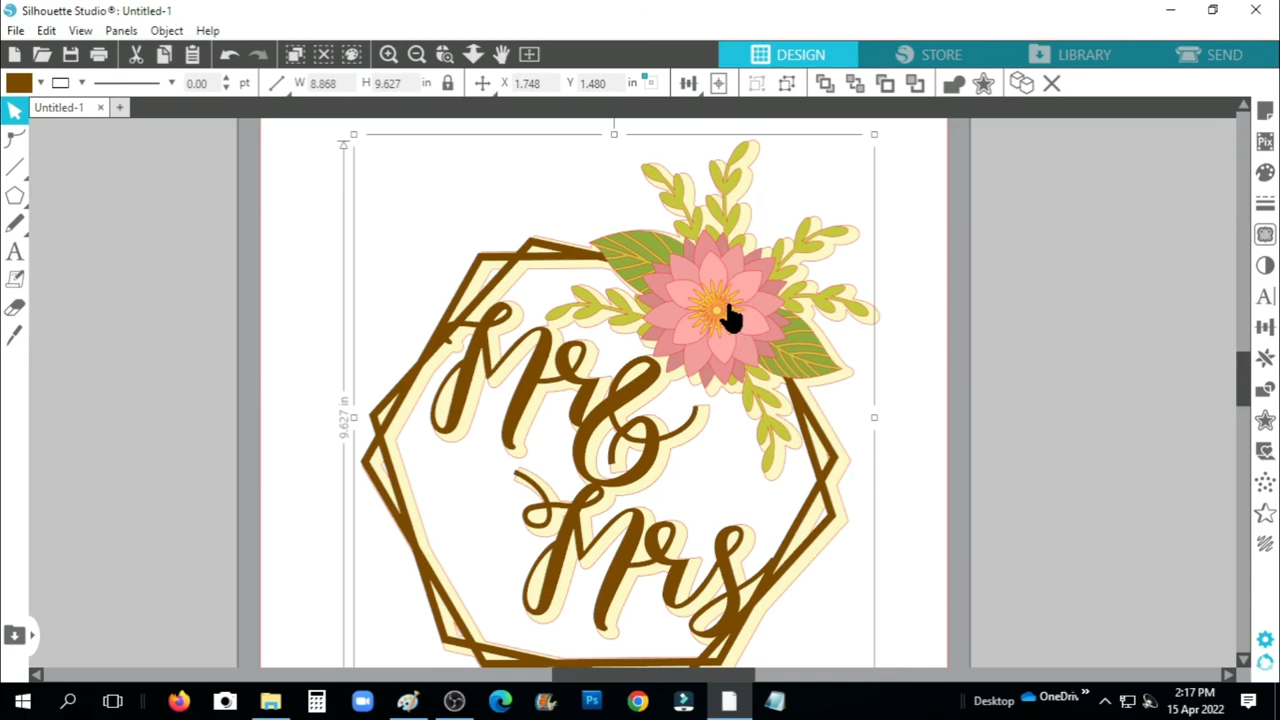 Silhouette Studio®: Untitled-1
File Edit View Panels Object Help
DESIGN STORE LIBRARY SEND
0.00 pt W 8.868 H 9.627 in X 1.748 Y 1.480 in
Untitled-1 × +
9.627 in
Mr &
Mrs
Desktop OneDriv » 2:17 PM
15 Apr 2022